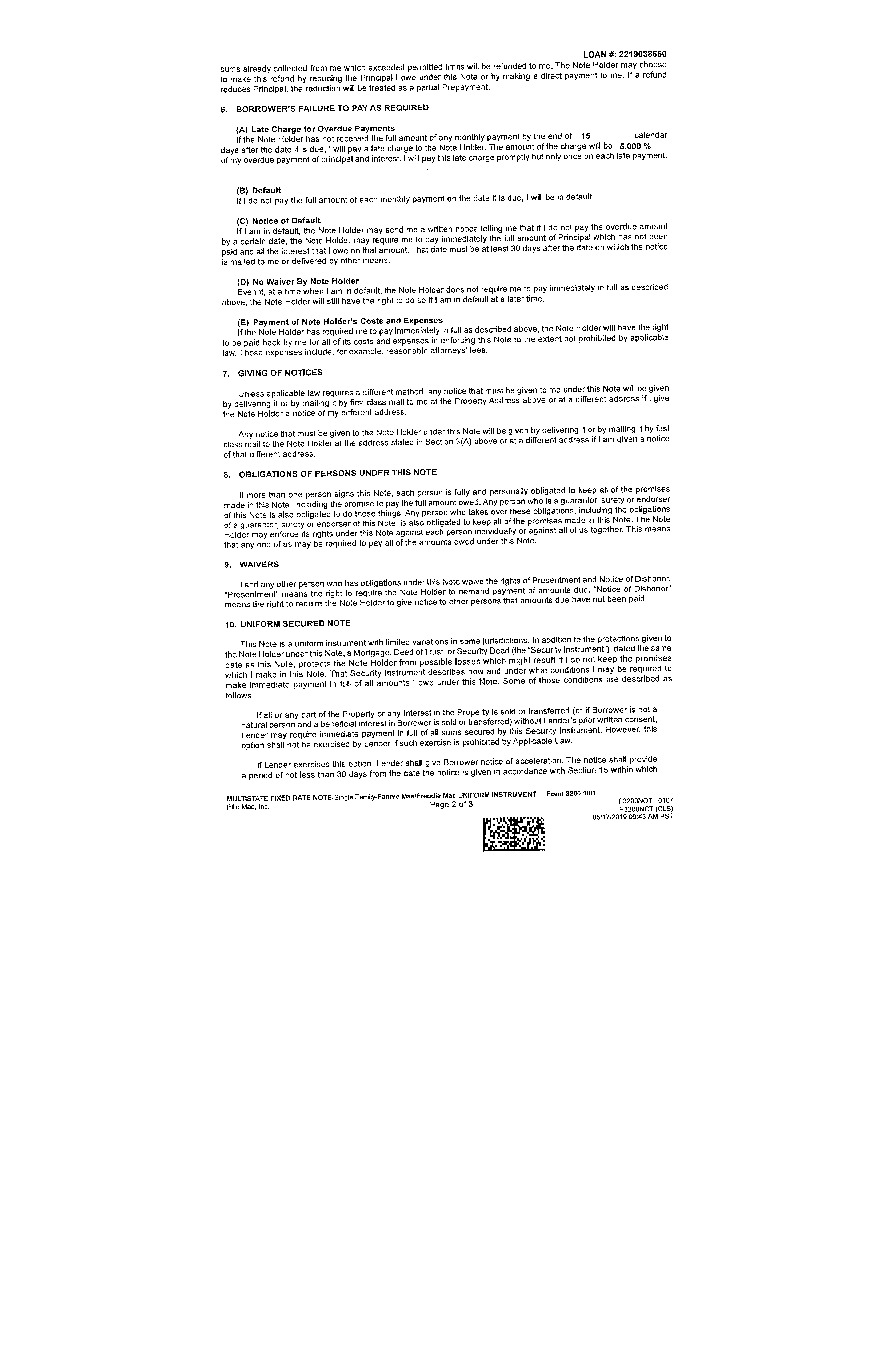 LOAN #: 2219038660
sums already collected from me which exceeded permitted limits will be refunded to me. The Note Holder may choose
to make this refund by reducing the Principal I owe under this Note or by making a direct payment to me. If a refund
reduces Principal, the reduction will be treated as a partial Prepayment.
6. BORROWER'S FAILURE TO PAY AS REQUIRED
(A) Late Charge for Overdue Payments
If the Note Holder has not received the full amount of any monthly payment by the end of 15 calendar
days after the date it is due, I will pay a late charge to the Note Holder. The amount of the charge will be 5.000 %
of my overdue payment of principal and interest. I will pay this late charge promptly but only once on each late payment.
(B) Default
If I do not pay the full amount of each monthly payment on the date it is due, I will be in default.
(C) Notice of Default
If I am in default, the Note Holder may send me a written notice telling me that if I do not pay the overdue amount
by a certain date, the Note Holder may require me to pay immediately the full amount of Principal which has not been
paid and all the interest that I owe on that amount. That date must be at least 30 days after the date on which the notice
is mailed to me or delivered by other means.
(D) No Waiver By Note Holder
Even if, at a time when I am in default, the Note Holder does not require me to pay immediately in full as described
above, the Note Holder will still have the right to do so if I am in default at a later time.
(E) Payment of Note Holder's Costs and Expenses
If the Note Holder has required me to pay immediately in full as described above, the Note Holder will have the right
to be paid back by me for all of its costs and expenses in enforcing this Note to the extent not prohibited by applicable
law. Those expenses include, for example, reasonable attorneys' fees.
7. GIVING OF NOTICES
Unless applicable law requires a different method, any notice that must be given to me under this Note will be given
by delivering it or by mailing it by first class mail to me at the Property Address above or at a different address if I give
the Note Holder a notice of my different address.
Any notice that must be given to the Note Holder under this Note will be given by delivering it or by mailing it by first
class mail to the Note Holder at the address stated in Section 3(A) above or at a different address if I am given a notice
of that different address.
8. OBLIGATIONS OF PERSONS UNDER THIS NOTE
If more than one person signs this Note, each person is fully and personally obligated to keep all of the promises
made in this Note, including the promise to pay the full amount owed. Any person who is a guarantor, surety or endorser
of this Note is also obligated to do those things. Any person who takes over these obligations, including the obligations
of a guarantor, surety or endorser of this Note, is also obligated to keep all of the promises made in this Note. The Note
Holder may enforce its rights under this Note against each person individually or against all of us together. This means
that any one of us may be required to pay all of the amounts owed under this Note.
9. WAIVERS
I and any other person who has obligations under this Note waive the rights of Presentment and Notice of Dishonor.
"Presentment" means the right to require the Note Holder to demand payment of amounts due. "Notice of Dishonor"
means the right to require the Note Holder to give notice to other persons that amounts due have not been paid.
10. UNIFORM SECURED NOTE
This Note is a uniform instrument with limited variations in some jurisdictions. In addition to the protections given to
the Note Holder under this Note, a Mortgage, Deed of Trust, or Security Deed (the "Security Instrument"), dated the same
date as this Note, protects the Note Holder from possible losses which might result if I do not keep the promises
which I make in this Note. That Security Instrument describes how and under what conditions I may be required to
make immediate payment in full of all amounts I owe under this Note. Some of those conditions are described as
follows:
If all or any part of the Property or any Interest in the Property is sold or transferred (or if Borrower is not a
natural person and a beneficial interest in Borrower is sold or transferred) without Lender's prior written consent,
Lender may require immediate payment in full of all sums secured by this Security Instrument. However, this
option shall not be exercised by Lender if such exercise is prohibited by Applicable Law.
If Lender exercises this option, Lender shall give Borrower notice of acceleration. The notice shall provide
a period of not less than 30 days from the date the notice is given in accordance with Section 15 within which
MULTISTATE FIXED RATE NOTE-Single Family-Fannie Mae/Freddie Mac UNIFORM INSTRUMENT Form 3200 1/01
Ellie Mae, Inc.
Page 2 of 3
F3200NOT 0107
F3200NOT (CLS)
05/17/2019 09:43 AM PST